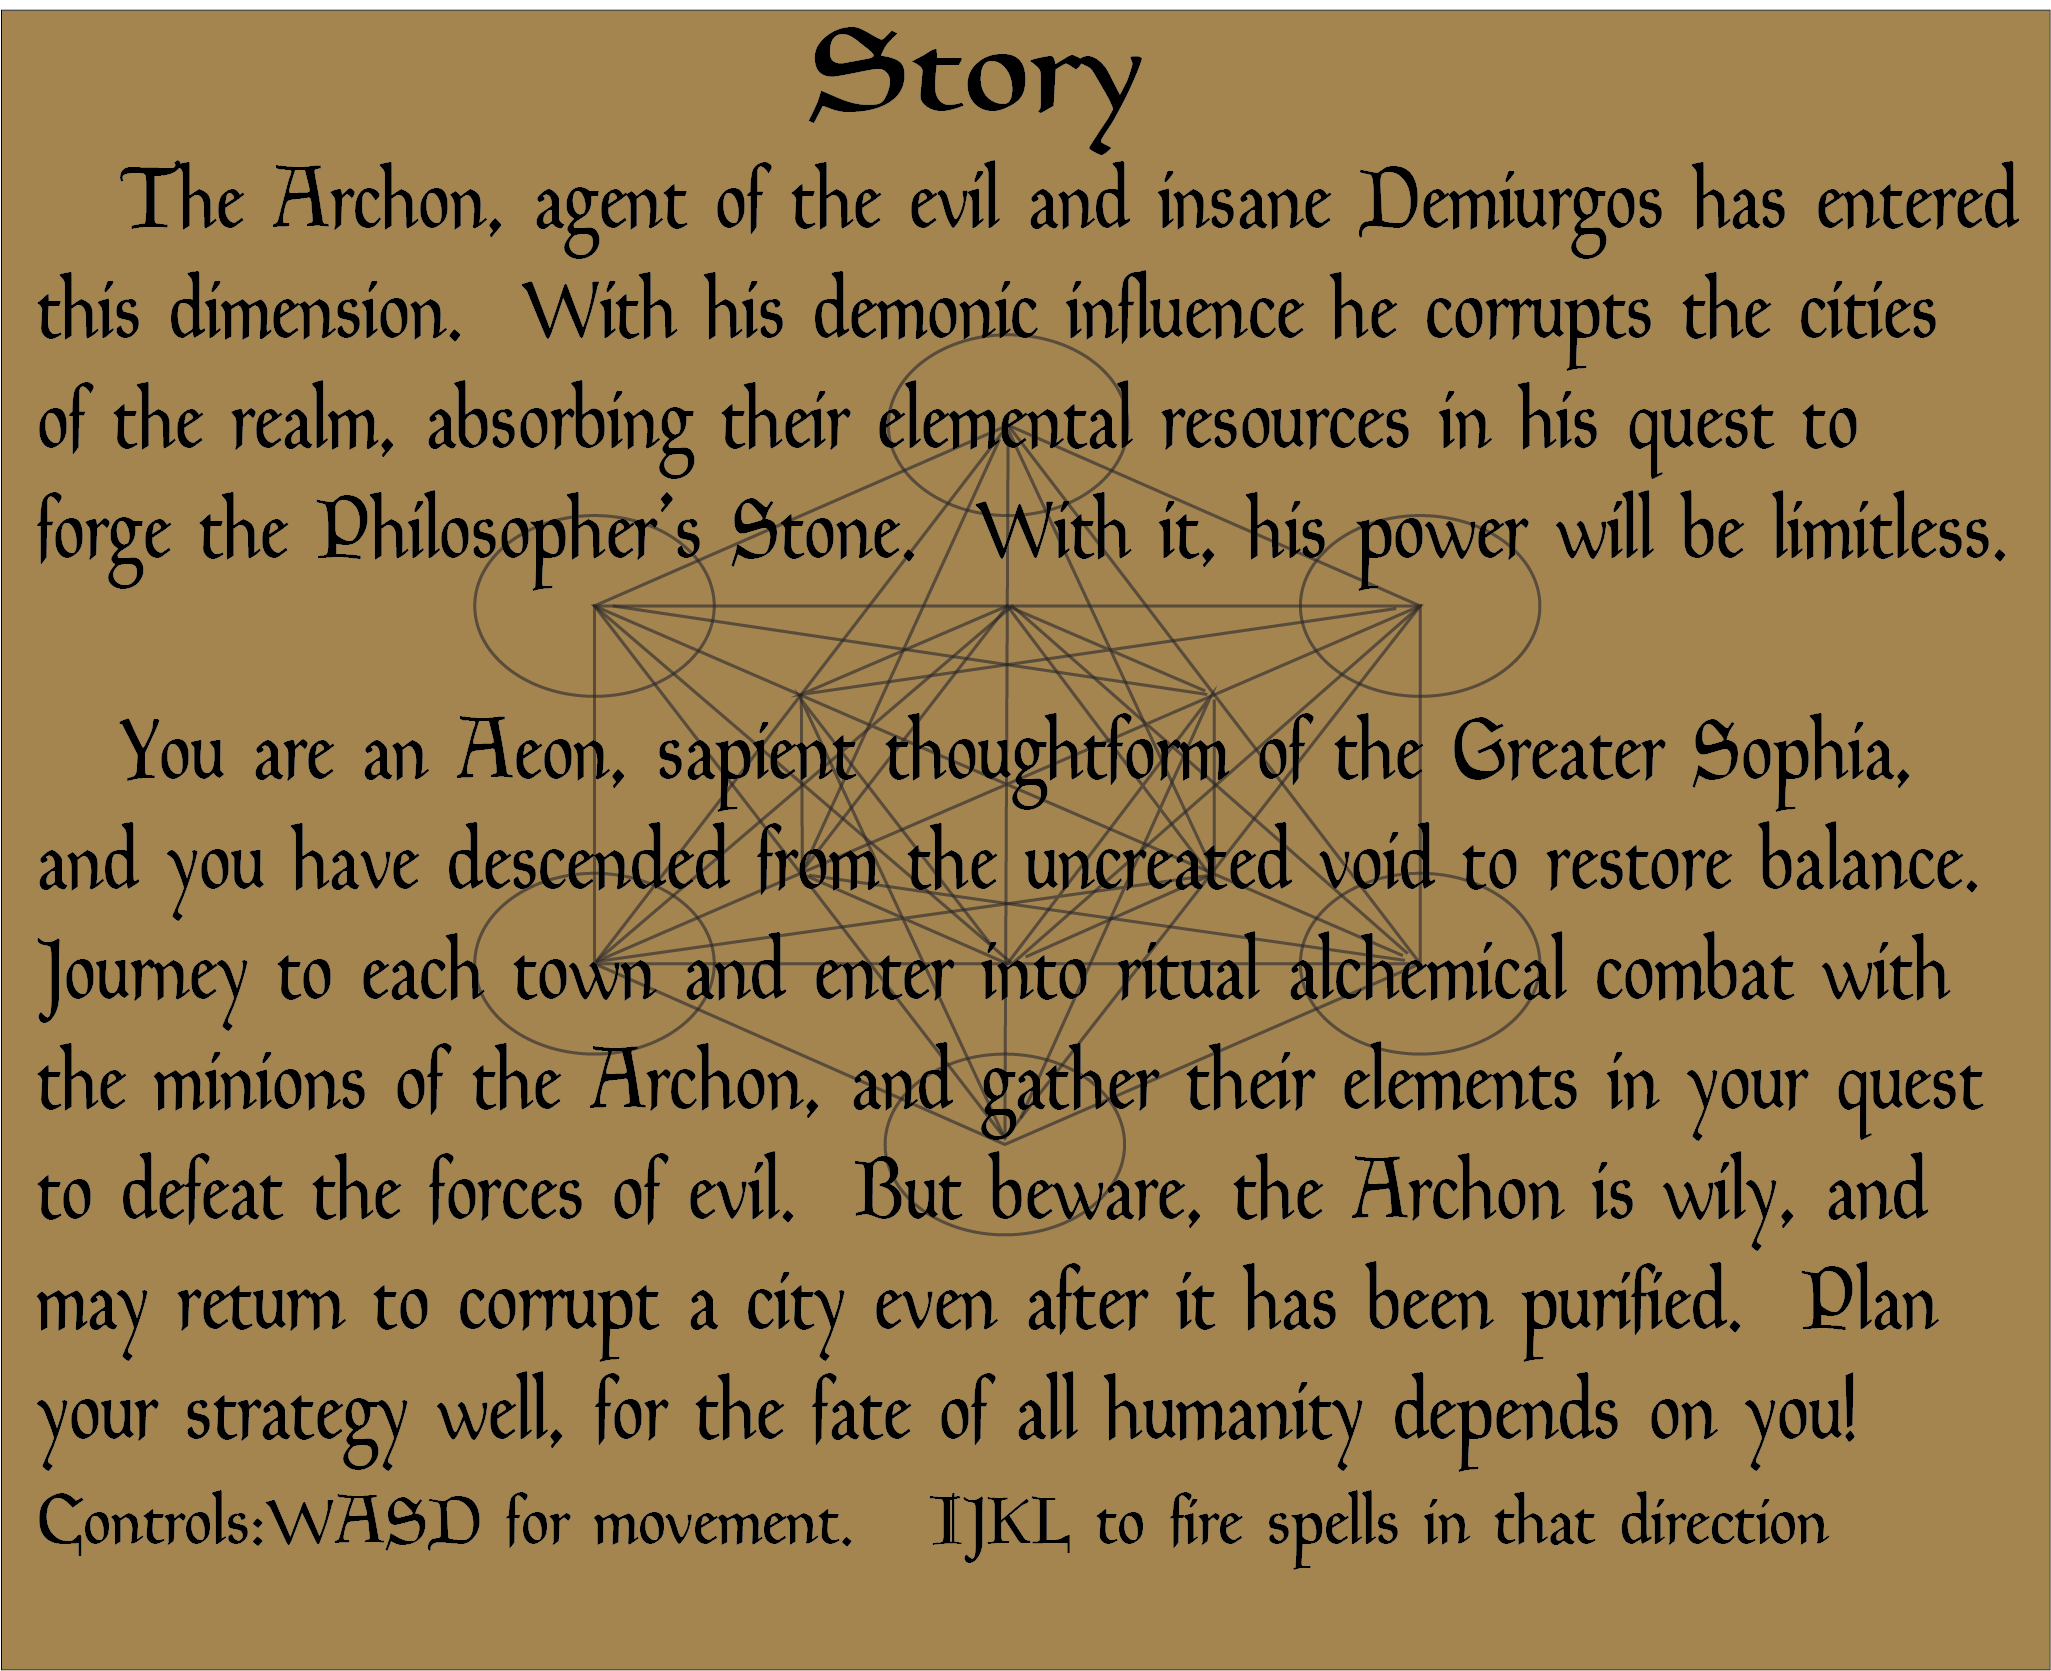 Story
The Archon, agent of the evil and insane Demiurgos has entered
this dimension.  With his demonic influence he corrupts the cities
of the realm, absorbing their elemental resources in his quest to
forge the Philosopher's Stone.  With it, his power will be limitless.
You are an Aeon, sapient thoughtform of the Greater Sophia,
and you have descended from the uncreated void to restore balance.
Journey to each town and enter into ritual alchemical combat with
the minions of the Archon, and gather their elements in your quest
to defeat the forces of evil.  But beware, the Archon is wily, and
may return to corrupt a city even after it has been purified.  Plan
your strategy well, for the fate of all humanity depends on you!
Controls:WASD for movement.   IJKL to fire spells in that direction